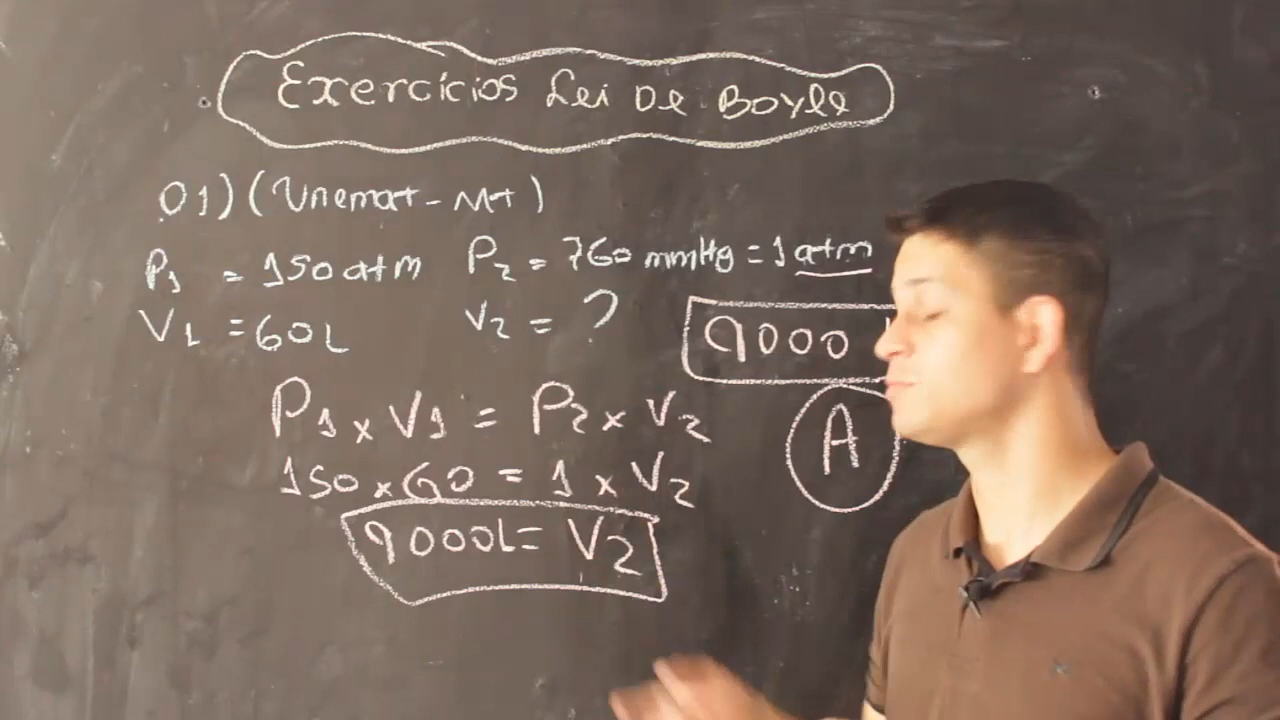 Exercícios Lei De Boyle
01) (Unemat - MT)
P1 = 150 atm P2 = 760 mmHg = 1 atm
V1 = 60L V2 = ?
9000
A
P1 x V1 = P2 x V2
150 x 60 = 1 x V2
9000L = V2